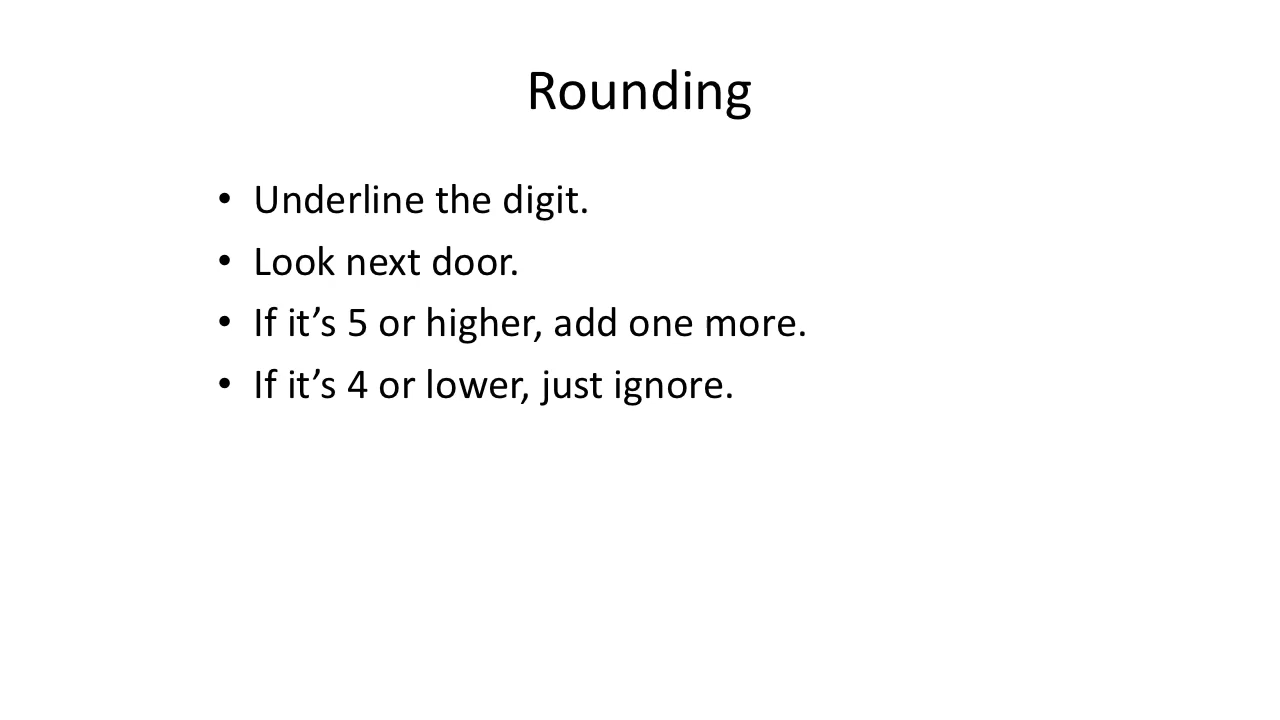 Rounding
• Underline the digit.
• Look next door.
• If it’s 5 or higher, add one more.
• If it’s 4 or lower, just ignore.